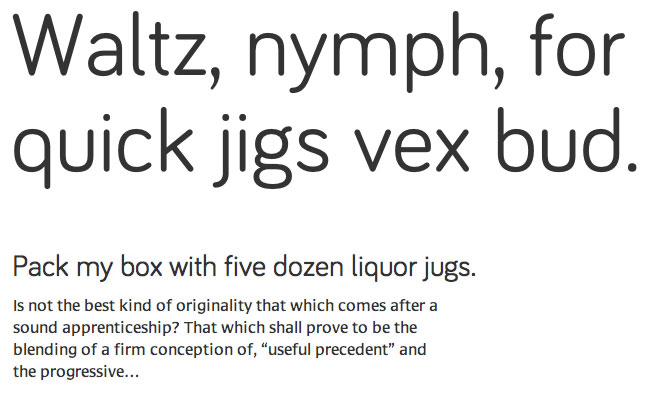 Waltz, nymph, for
quick jigs vex bud.
Pack my box with five dozen liquor jugs.
Is not the best kind of originality that which comes after a
sound apprenticeship? That which shall prove to be the
blending of a firm conception of, “useful precedent” and
the progressive…